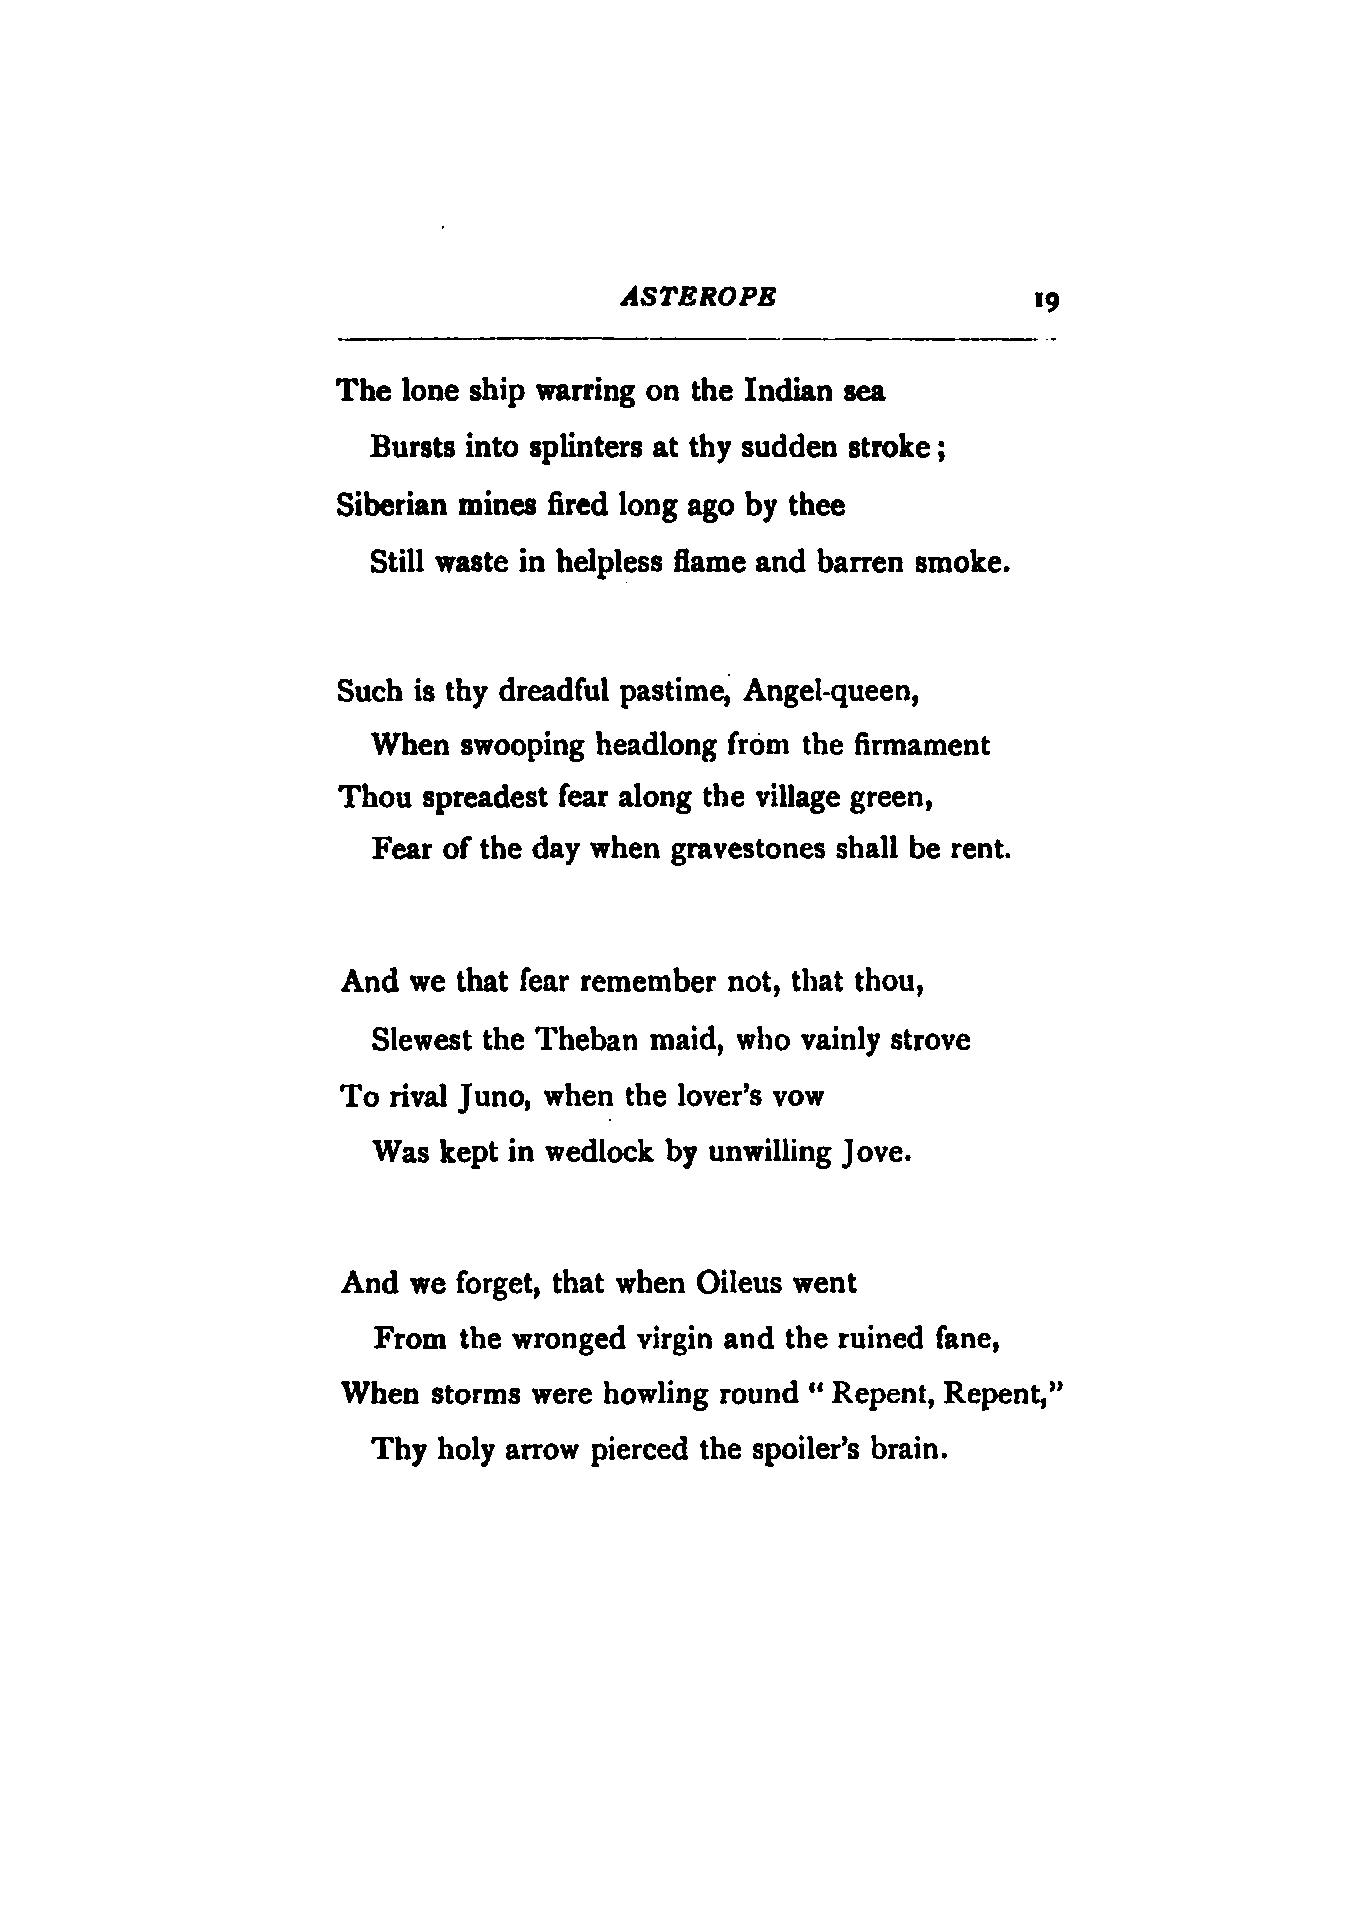 ASTEROPE 19
The lone ship warring on the Indian sea
Bursts into splinters at thy sudden stroke;
Siberian mines fired long ago by thee
Still waste in helpless flame and barren smoke.
Such is thy dreadful pastime, Angel-queen,
When swooping headlong from the firmament
Thou spreadest fear along the village green,
Fear of the day when gravestones shall be rent.
And we that fear remember not, that thou,
Slewest the Theban maid, who vainly strove
To rival Juno, when the lover's vow
Was kept in wedlock by unwilling Jove.
And we forget, that when Oileus went
From the wronged virgin and the ruined fane,
When storms were howling round "Repent, Repent,"
Thy holy arrow pierced the spoiler's brain.